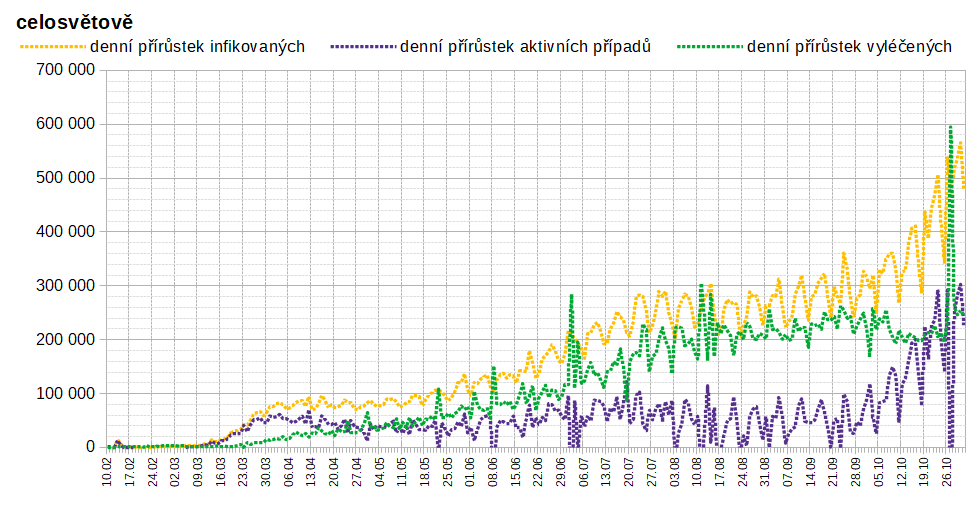 celosvětově
denní přírůstek infikovaných denní přírůstek aktivních případů denní přírůstek vyléčených
700 000
600 000
500 000
400 000
300 000
200 000
100 000
0
10.02 17.02 24.02 02.03 09.03 16.03 23.03 30.03 06.04 13.04 20.04 27.04 04.05 11.05 18.05 25.05 01.06 08.06 15.06 22.06 29.06 06.07 13.07 20.07 27.07 03.08 10.08 17.08 24.08 31.08 07.09 14.09 21.09 28.09 05.10 12.10 19.10 26.10